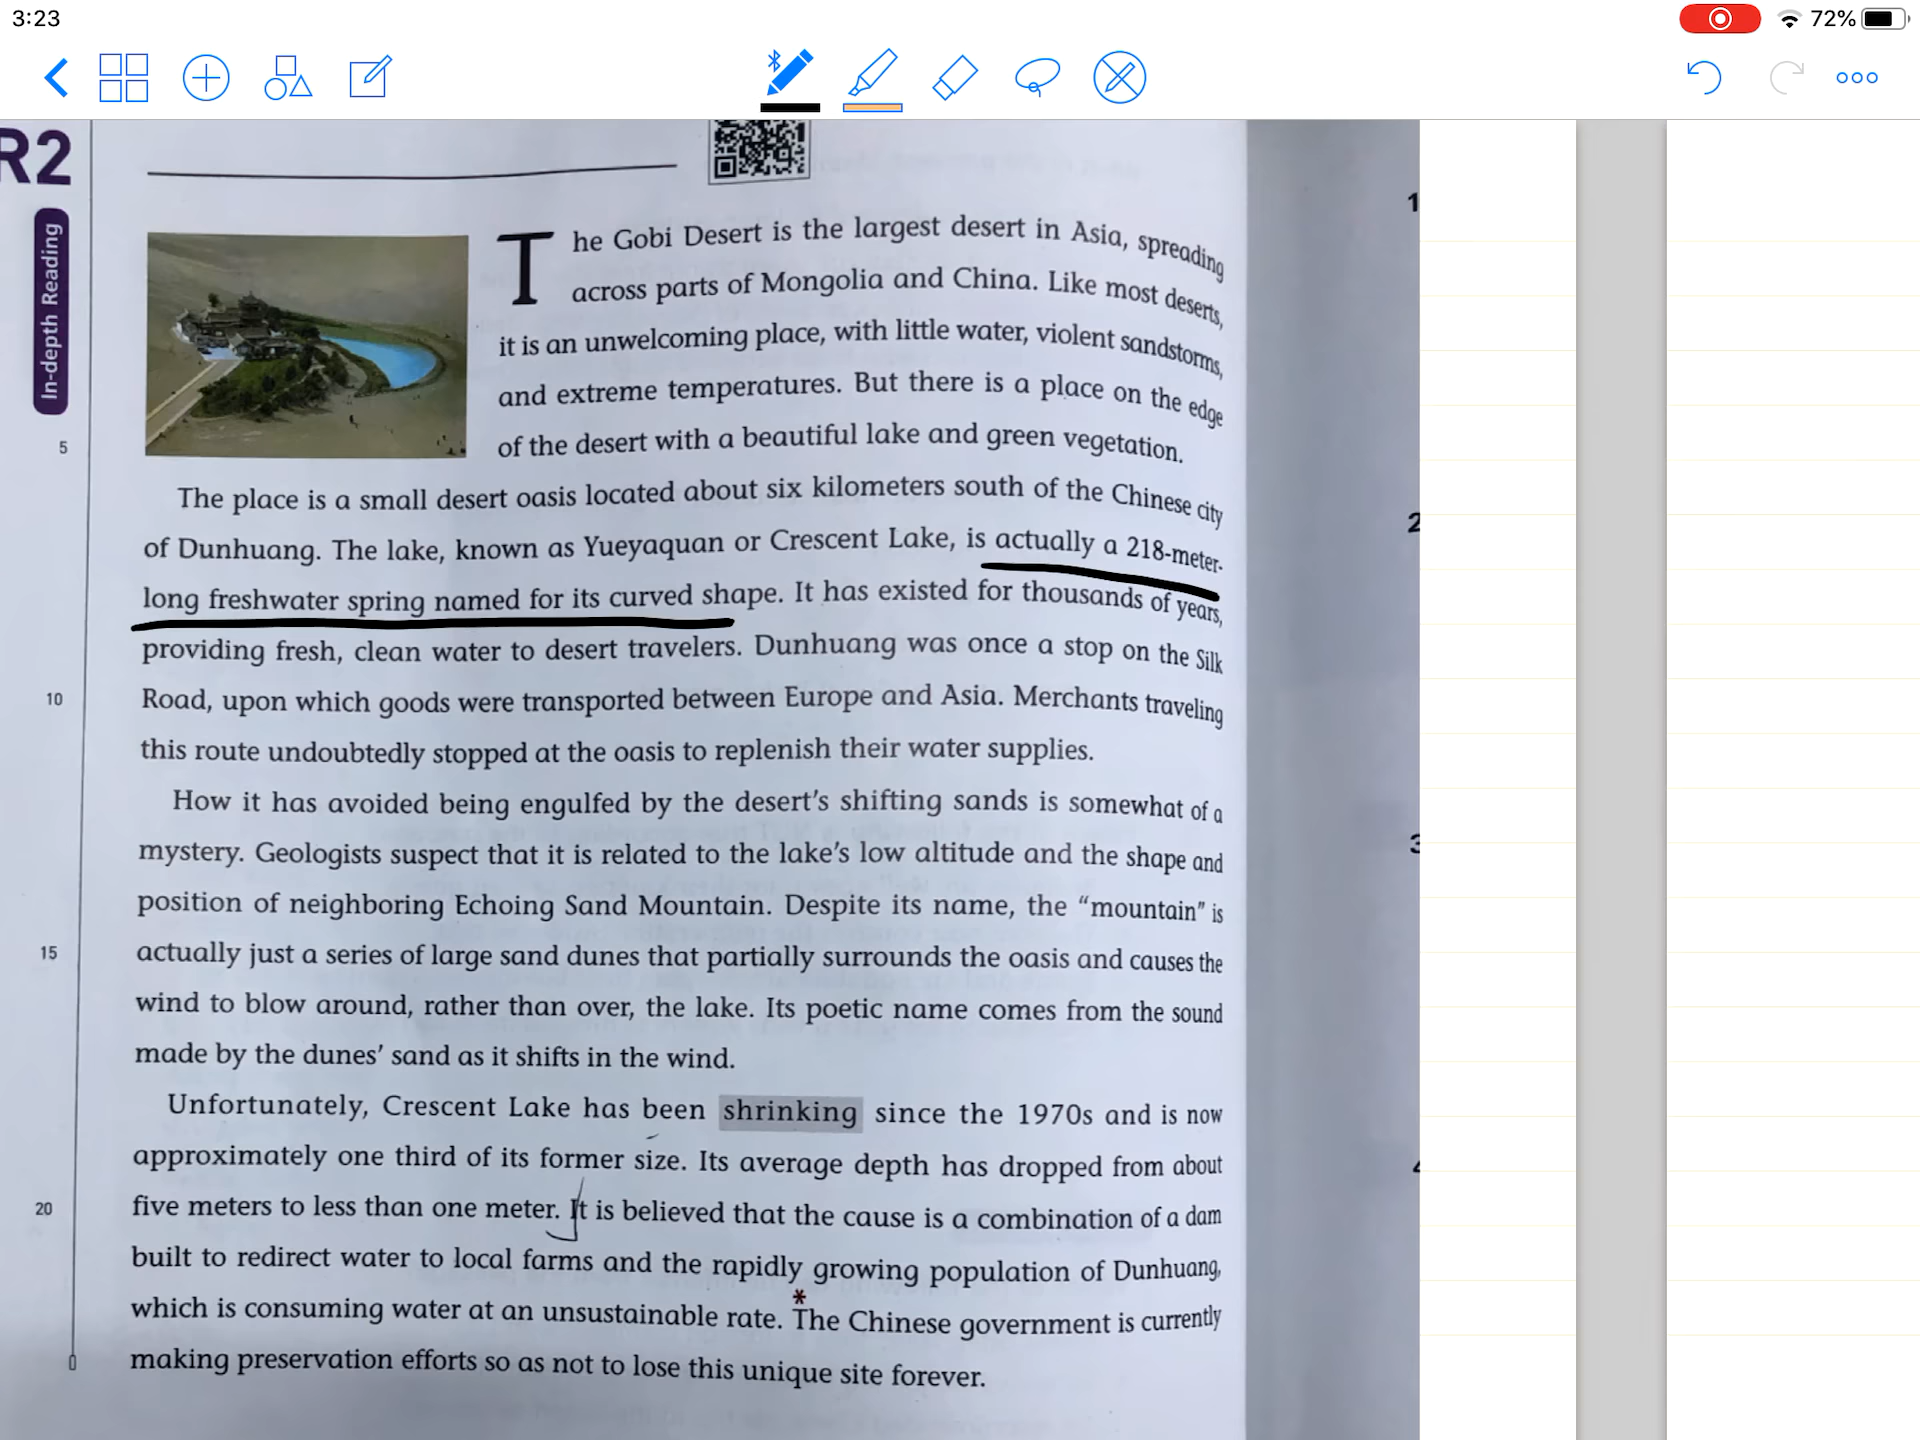 3:23
72%
R2
In-depth Reading
1
The Gobi Desert is the largest desert in Asia, spreading
across parts of Mongolia and China. Like most deserts,
it is an unwelcoming place, with little water, violent sandstorms,
and extreme temperatures. But there is a place on the edge
5
of the desert with a beautiful lake and green vegetation.
The place is a small desert oasis located about six kilometers south of the Chinese city
2
of Dunhuang. The lake, known as Yueyaquan or Crescent Lake, is actually a 218-meter-
long freshwater spring named for its curved shape. It has existed for thousands of years,
providing fresh, clean water to desert travelers. Dunhuang was once a stop on the Silk
10
Road, upon which goods were transported between Europe and Asia. Merchants traveling
this route undoubtedly stopped at the oasis to replenish their water supplies.
How it has avoided being engulfed by the desert's shifting sands is somewhat of a
3
mystery. Geologists suspect that it is related to the lake's low altitude and the shape and
position of neighboring Echoing Sand Mountain. Despite its name, the "mountain" is
15
actually just a series of large sand dunes that partially surrounds the oasis and causes the
wind to blow around, rather than over, the lake. Its poetic name comes from the sound
made by the dunes' sand as it shifts in the wind.
Unfortunately, Crescent Lake has been shrinking since the 1970s and is now
approximately one third of its former size. Its average depth has dropped from about
4
20
five meters to less than one meter. It is believed that the cause is a combination of a dam
built to redirect water to local farms and the rapidly growing population of Dunhuang,
which is consuming water at an unsustainable rate. *The Chinese government is currently
making preservation efforts so as not to lose this unique site forever.